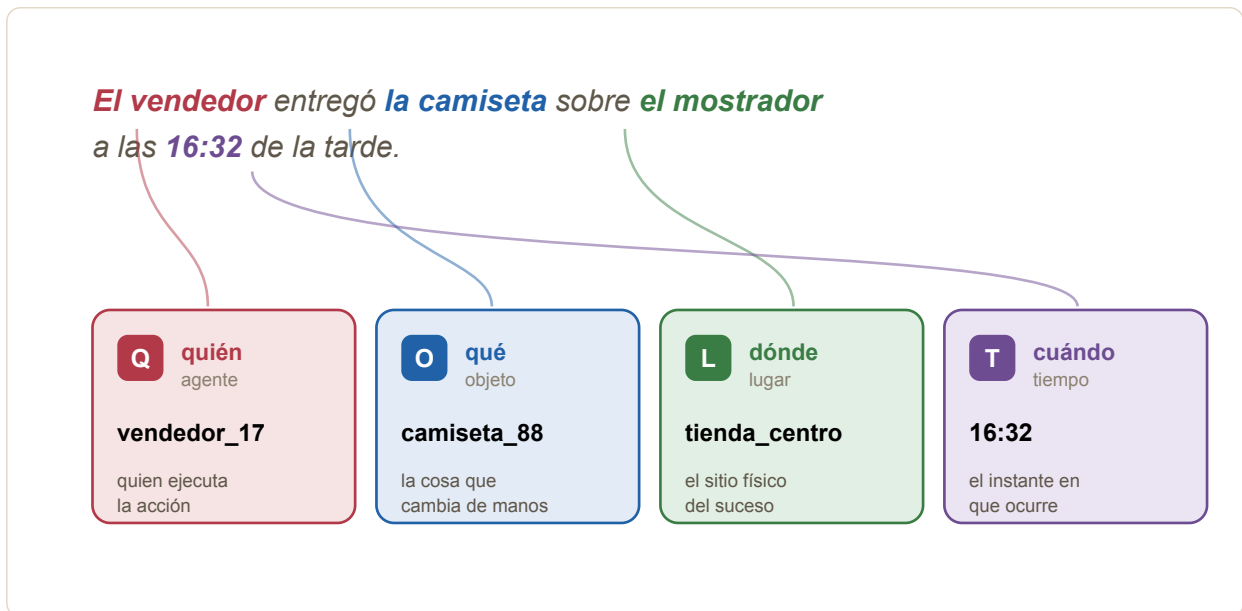 El vendedor entregó la camiseta sobre el mostrador
a las 16:32 de la tarde.
Q
quién
agente
vendedor_17
quien ejecuta
la acción
O
qué
objeto
camiseta_88
la cosa que
cambia de manos
L
dónde
lugar
tienda_centro
el sitio físico
del suceso
T
cuándo
tiempo
16:32
el instante en
que ocurre